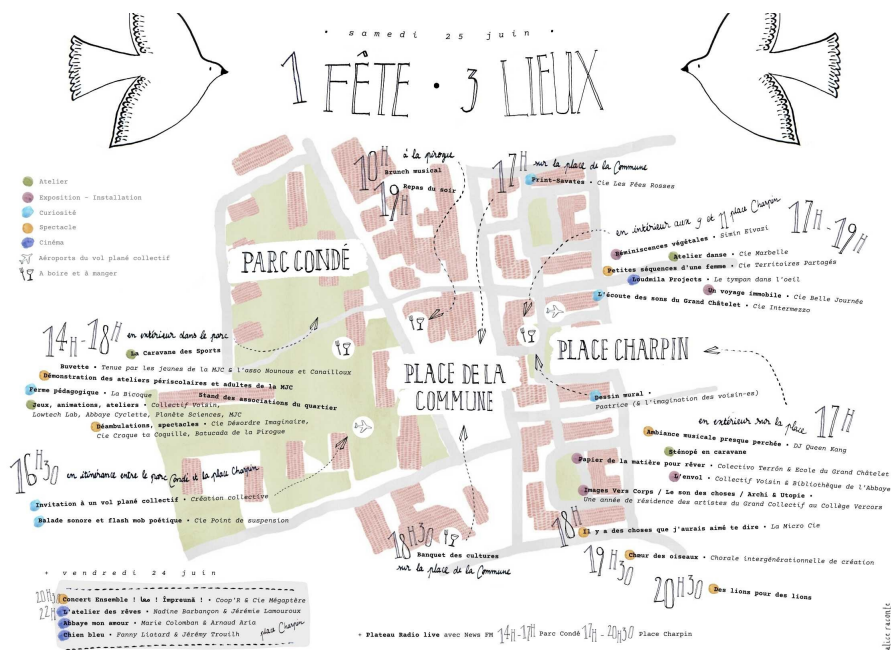 • samedi 25 juin •
1 FÊTE • 3 LIEUX
Atelier
Exposition - Installation
Curiosité
Spectacle
Cinéma
Aéroports du vol plané collectif
A boire et à manger
10H à la pirogue
Brunch musical
19H Repas du soir
17H sur la place de la Commune
Print-Savates • Cie Les Fées Rosses
en intérieur aux 9 et 11 place Charpin 17H-19H
Réminiscences végétales • Simin Eivazi
Atelier danse • Cie Marbelle
Petites séquences d'une femme • Cie Territoires Partagés
Loudmila Projects • Le tympan dans l'oeil
Un voyage immobile • Cie Belle Journée
L'écoute des sons du Grand Châtelet • Cie Intermezzo
PARC CONDÉ
PLACE DE LA
COMMUNE
PLACE CHARPIN
14H-18H en extérieur dans le parc
La Caravane des Sports
Buvette • Tenue par les jeunes de la MJC & l'asso Nounous et Canailloux
Démonstration des ateliers périscolaires et adultes de la MJC
Ferme pédagogique • La Bicoque Stand des associations du quartier
Jeux, animations, ateliers • Collectif Voisin,
Lowtech Lab, Abbaye Cyclette, Planète Sciences, MJC
Déambulations, spectacles • Cie Désordre Imaginaire,
Cie Craque ta Coquille, Batucada de la Pirogue
16H30 en itinérance entre le parc Condé et la place Charpin
Invitation à un vol plané collectif • Création collective
Balade sonore et flash mob poétique • Cie Point de suspension
18H30 Banquet des cultures
sur la place de la Commune
Dessin mural •
Paatrice (& l'imagination des voisin-es)
en extérieur sur la place 17H
Ambiance musicale presque perchée • DJ Queen Kang
Sténopé en caravane
Papier de la matière pour rêver • Colectivo Terrón & Ecole du Grand Châtelet
L'envol • Collectif Voisin & Bibliothèque de l'Abbaye
Images Vers Corps / Le son des choses / Archi & Utopie •
Une année de résidence des artistes du Grand Collectif au Collège Vercors
18H Il y a des choses que j'aurais aimé te dire • La Micro Cie
19H30 Chœur des oiseaux • Chorale intergénérationnelle de création
20H30 Des lions pour des lions
+ vendredi 24 juin
20H30 Concert Ensemble ! Împreună ! • Coop'R & Cie Mégaptère
22H L'atelier des rêves • Nadine Barbançon & Jérémie Lamouroux
Abbaye mon amour • Marie Colomban & Arnaud Aria
Chien bleu • Fanny Liatard & Jérémy Trouilh
place Charpin
+ Plateau Radio live avec News FM 14H-17H Parc Condé 17H-20H30 Place Charpin
alice raconte